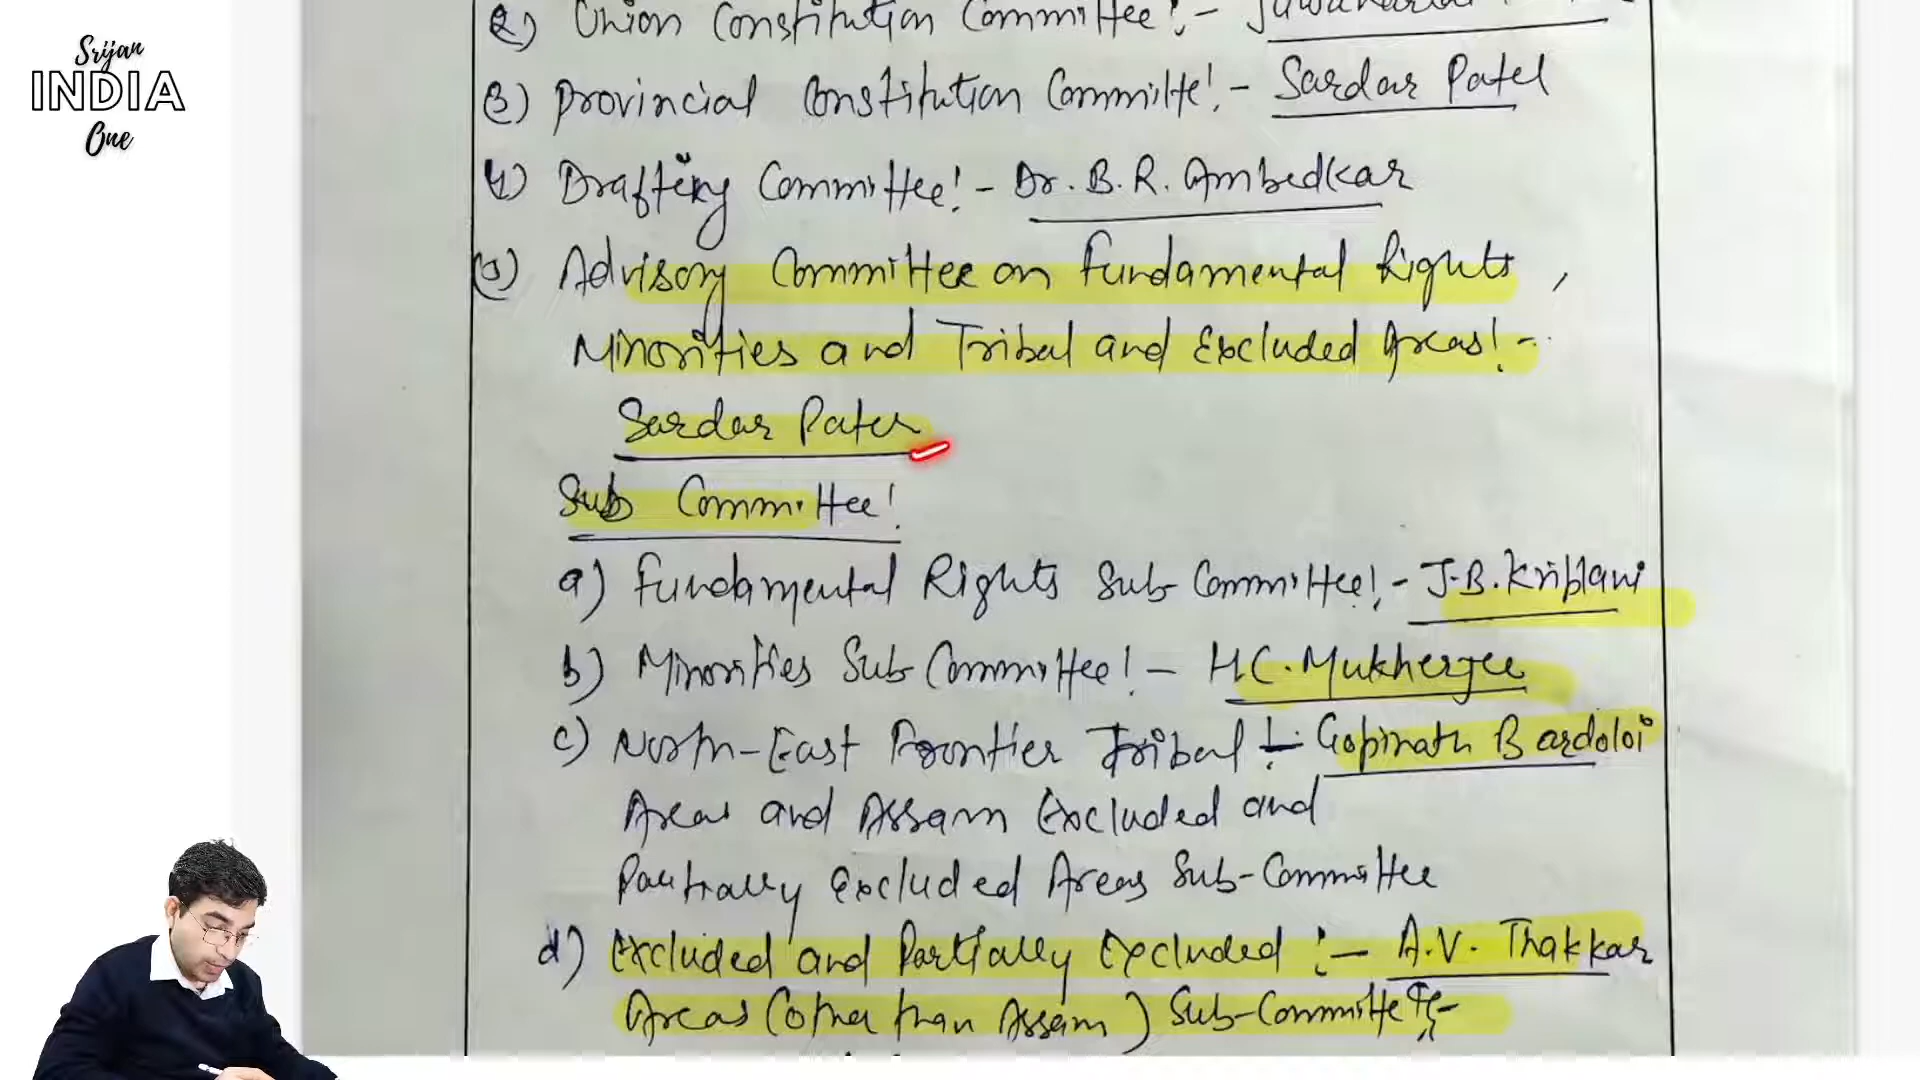 Srijan
INDIA
One
2) Union Constitution Committee:-
3) Provincial Constitution Committe:- Sardar Patel
4) Drafting Committee:- Dr. B. R. Ambedkar
5) Advisory Committee on Fundamental Rights,
Minorities and Tribal and Excluded Areas:-
Sardar Patel
Sub Committee:
a) Fundamental Rights Sub-Committee:- J.B. Kriplani
b) Minorities Sub-Committee:- H.C. Mukherjee
c) North-East Frontier Tribal :- Gopinath Bardoloi
Areas and Assam Excluded and
Partially Excluded Areas Sub-Committee
d) Excluded and Partially Excluded :- A.V. Thakkar
Areas (other than Assam) Sub-Committee:-